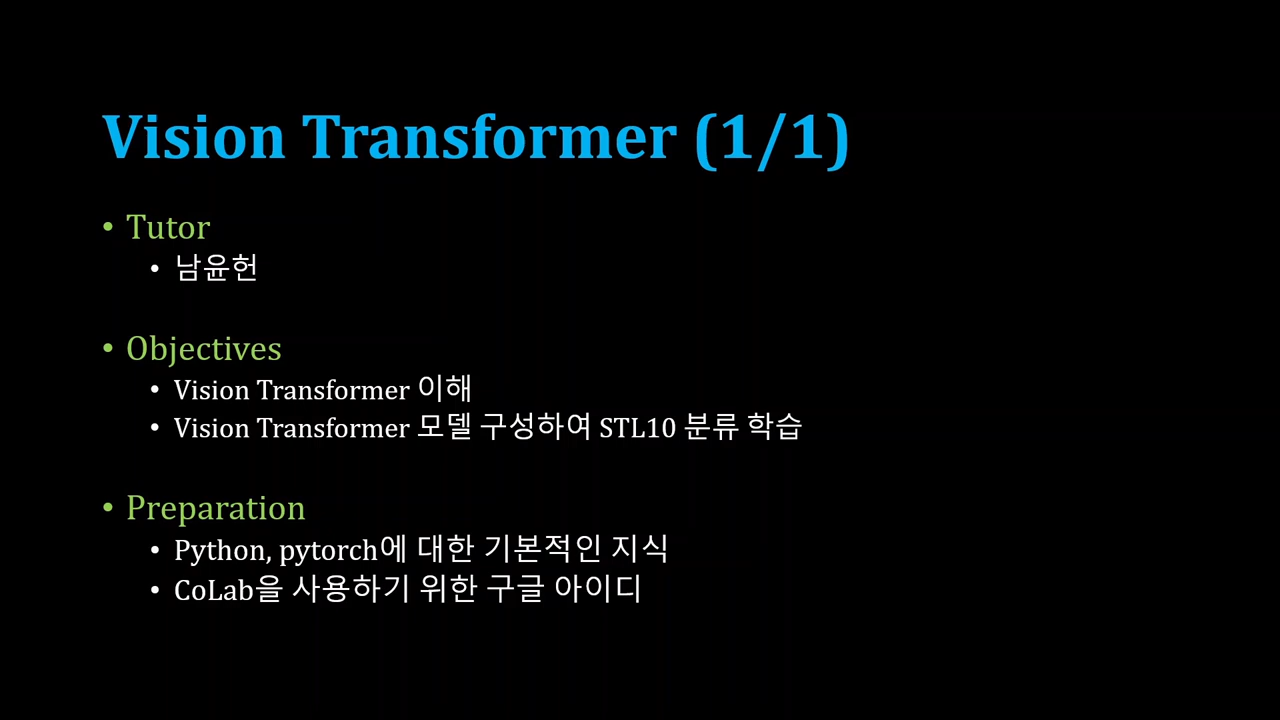 Vision Transformer (1/1)
• Tutor
• 남윤헌
• Objectives
• Vision Transformer 이해
• Vision Transformer 모델 구성하여 STL10 분류 학습
• Preparation
• Python, pytorch에 대한 기본적인 지식
• CoLab을 사용하기 위한 구글 아이디